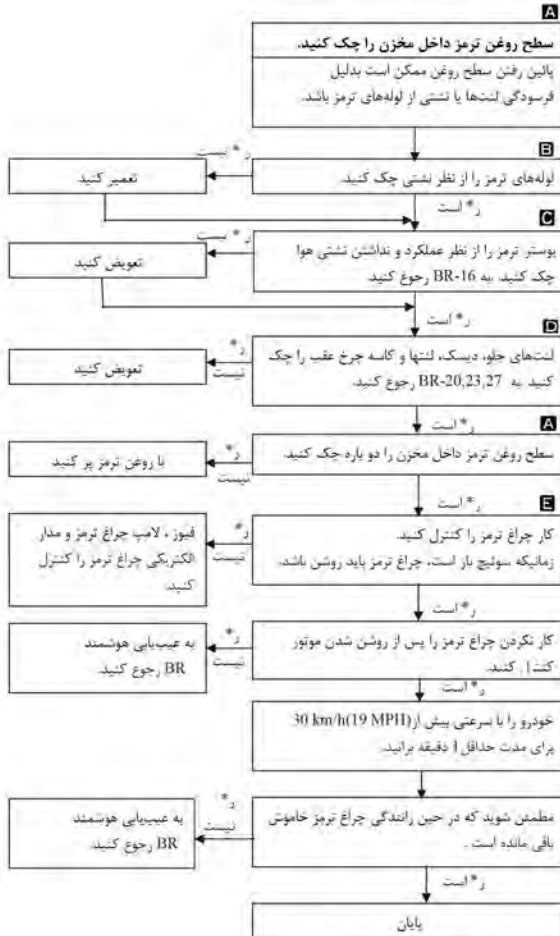 A
سطح روغن ترمز داخل مخزن را چک کنید.
پائین رفتن سطح روغن ممکن است بدلیل
فرسودگی لنت‌ها یا نشتی از لوله‌های ترمز باشد.
B
لوله‌های ترمز را از نظر نشتی چک کنید.
ر* نیست
تعمیر کنید
ر* است
C
بوستر ترمز را از نظر عملکرد و نداشتن نشتی هوا
چک کنید. به BR-16 رجوع کنید.
ر* نیست
تعویض کنید
ر* است
D
لنت‌های جلو، دیسک، لنتها و کاسه چرخ عقب را چک
کنید به BR-20,23,27 رجوع کنید.
ر*
نیست
تعویض کنید
ر* است
A
سطح روغن ترمز داخل مخزن را دو باره چک کنید.
ر*
نیست
با روغن ترمز پر کنید
ر* است
E
کار چراغ ترمز را کنترل کنید.
زمانیکه سوئیچ باز است، چراغ ترمز باید روشن باشد.
ر*
نیست
فیوز ، لامپ چراغ ترمز و مدار
الکتریکی چراغ ترمز را کنترل
کنید.
ر* است
کار نکردن چراغ ترمز را پس از روشن شدن موتور
کنید.
ر*
نیست
به عیب‌یابی هوشمند
BR رجوع کنید.
ر* است
خودرو را با سرعتی بیش از 30 km/h(19 MPH)
برای مدت حداقل 1 دقیقه برانید.
مطمئن شوید که در حین رانندگی چراغ ترمز خاموش
باقی مانده است .
ر*
نیست
به عیب‌یابی هوشمند
BR رجوع کنید.
ر* است
پایان